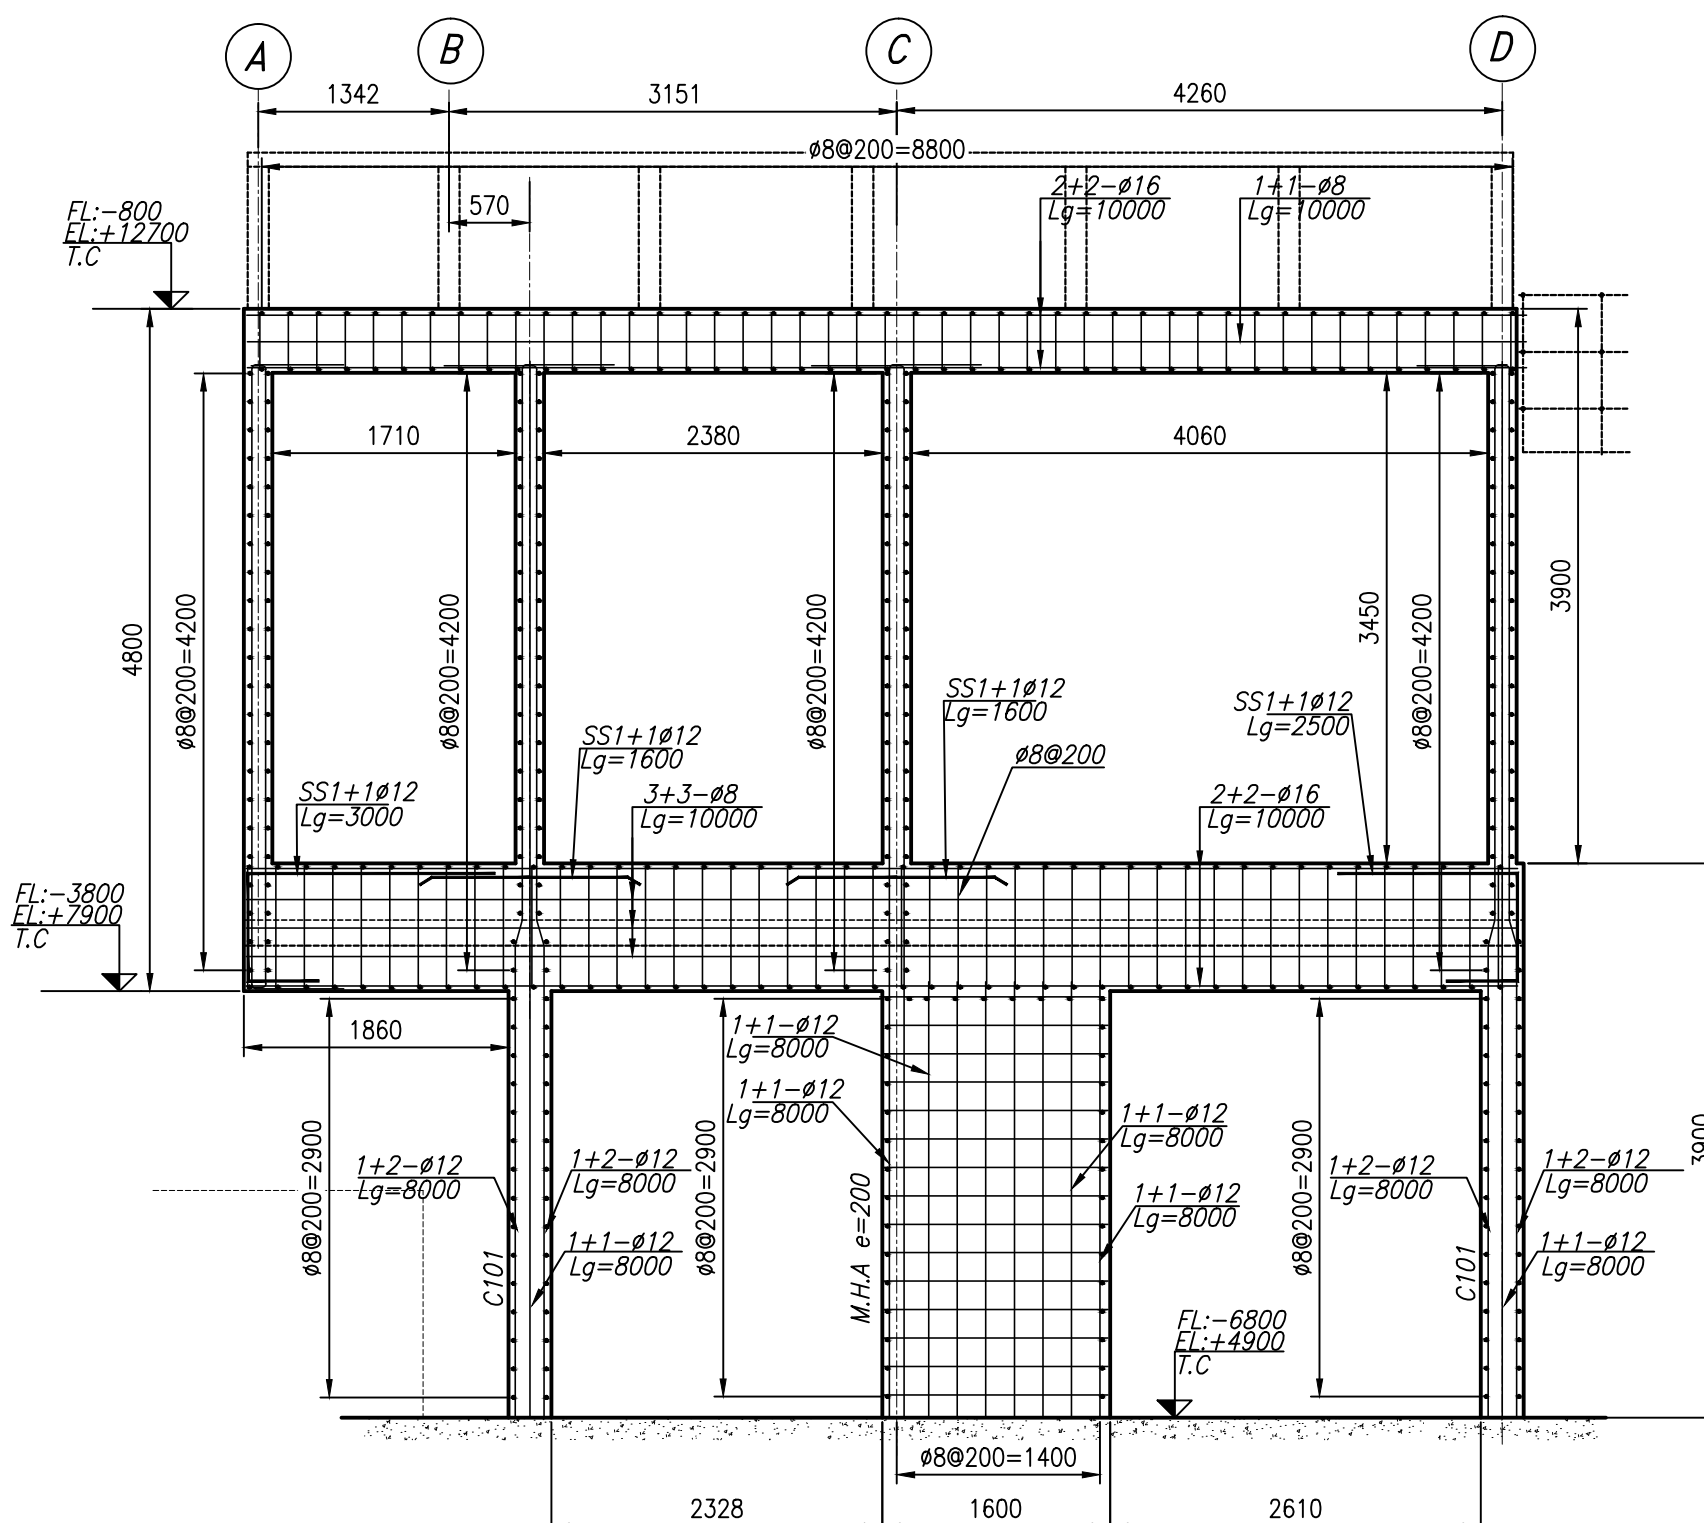 A
B
C
D
1342
3151
4260
ø8@200=8800
570
2+2-ø16
Lg=10000
1+1-ø8
Lg=10000
FL:-800
EL:+12700
T.C
1710
2380
4060
4800
ø8@200=4200
ø8@200=4200
ø8@200=4200
3450
ø8@200=4200
3900
SS1+1ø12
Lg=1600
SS1+1ø12
Lg=2500
SS1+1ø12
Lg=1600
ø8@200
SS1+1ø12
Lg=3000
3+3-ø8
Lg=10000
2+2-ø16
Lg=10000
FL:-3800
EL:+7900
T.C
1860
1+1-ø12
Lg=8000
1+1-ø12
Lg=8000
1+1-ø12
Lg=8000
ø8@200=2900
ø8@200=2900
ø8@200=2900
3900
1+2-ø12
Lg=8000
1+2-ø12
Lg=8000
1+2-ø12
Lg=8000
1+2-ø12
Lg=8000
1+1-ø12
Lg=8000
1+1-ø12
Lg=8000
1+1-ø12
Lg=8000
C101
M.H.A e=200
C101
FL:-6800
EL:+4900
T.C
ø8@200=1400
2328
1600
2610